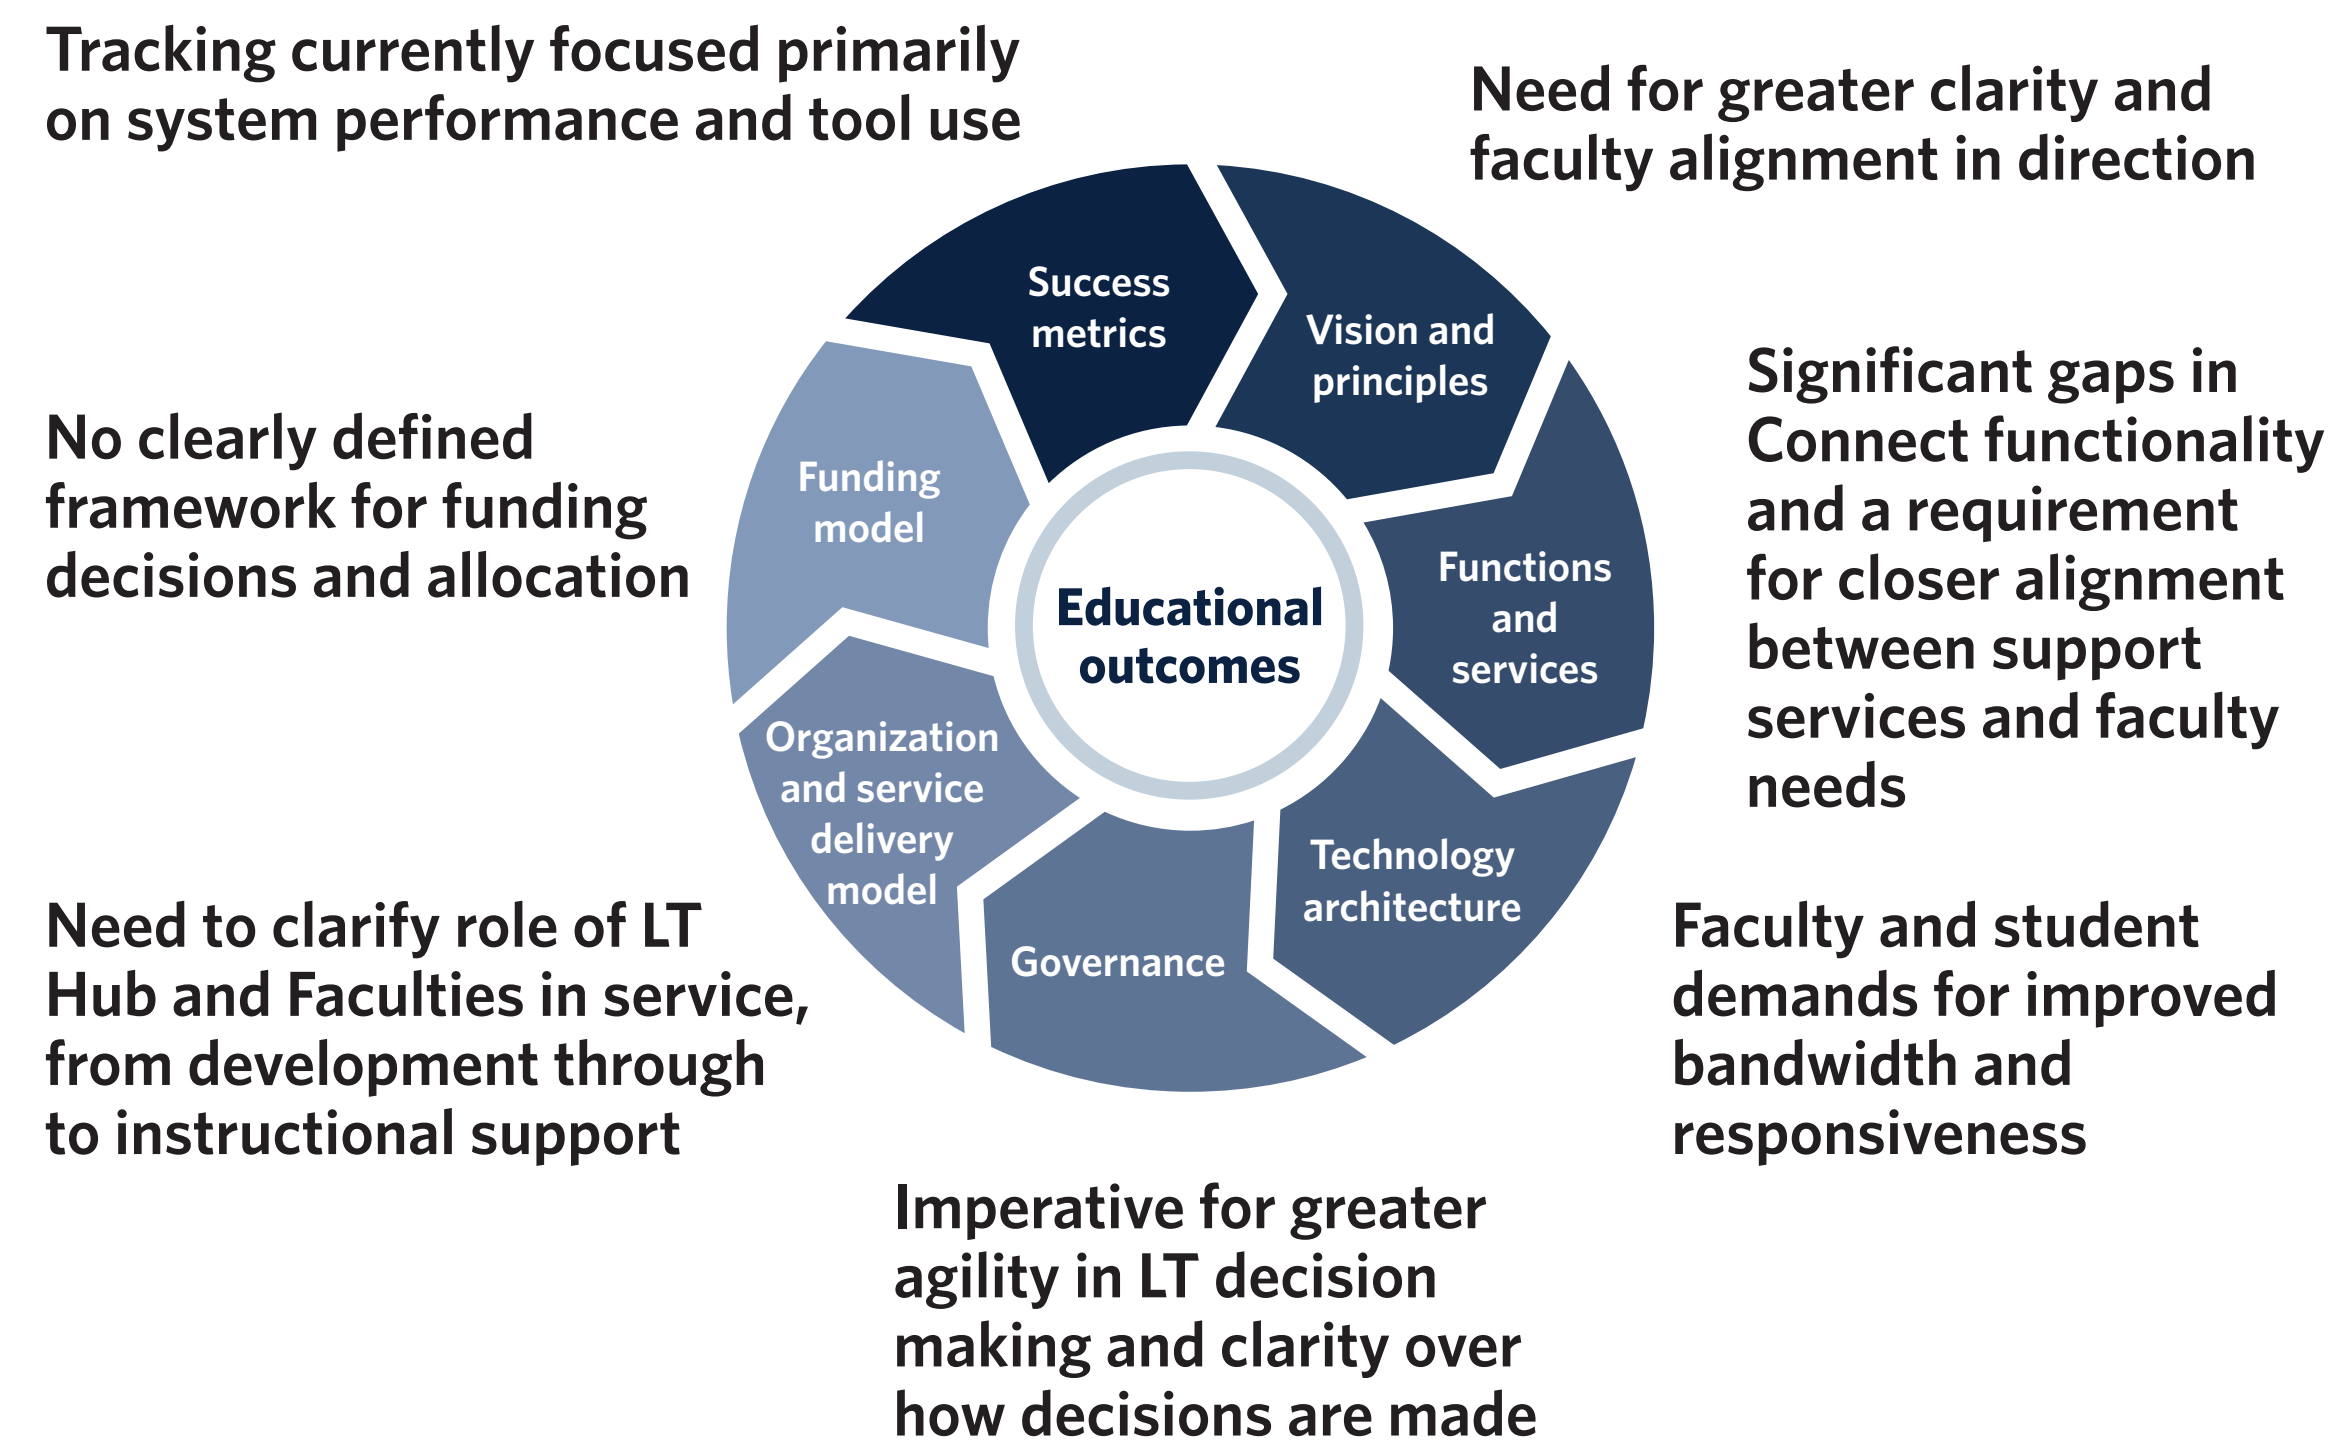 Tracking currently focused primarily
on system performance and tool use
Need for greater clarity and
faculty alignment in direction
Success
metrics
Vision and
principles
Significant gaps in
Connect functionality
and a requirement
for closer alignment
between support
services and faculty
needs
No clearly defined
framework for funding
decisions and allocation
Funding
model
Functions
and
services
Educational
outcomes
Organization
and service
delivery
model
Technology
architecture
Governance
Need to clarify role of LT
Hub and Faculties in service,
from development through
to instructional support
Faculty and student
demands for improved
bandwidth and
responsiveness
Imperative for greater
agility in LT decision
making and clarity over
how decisions are made